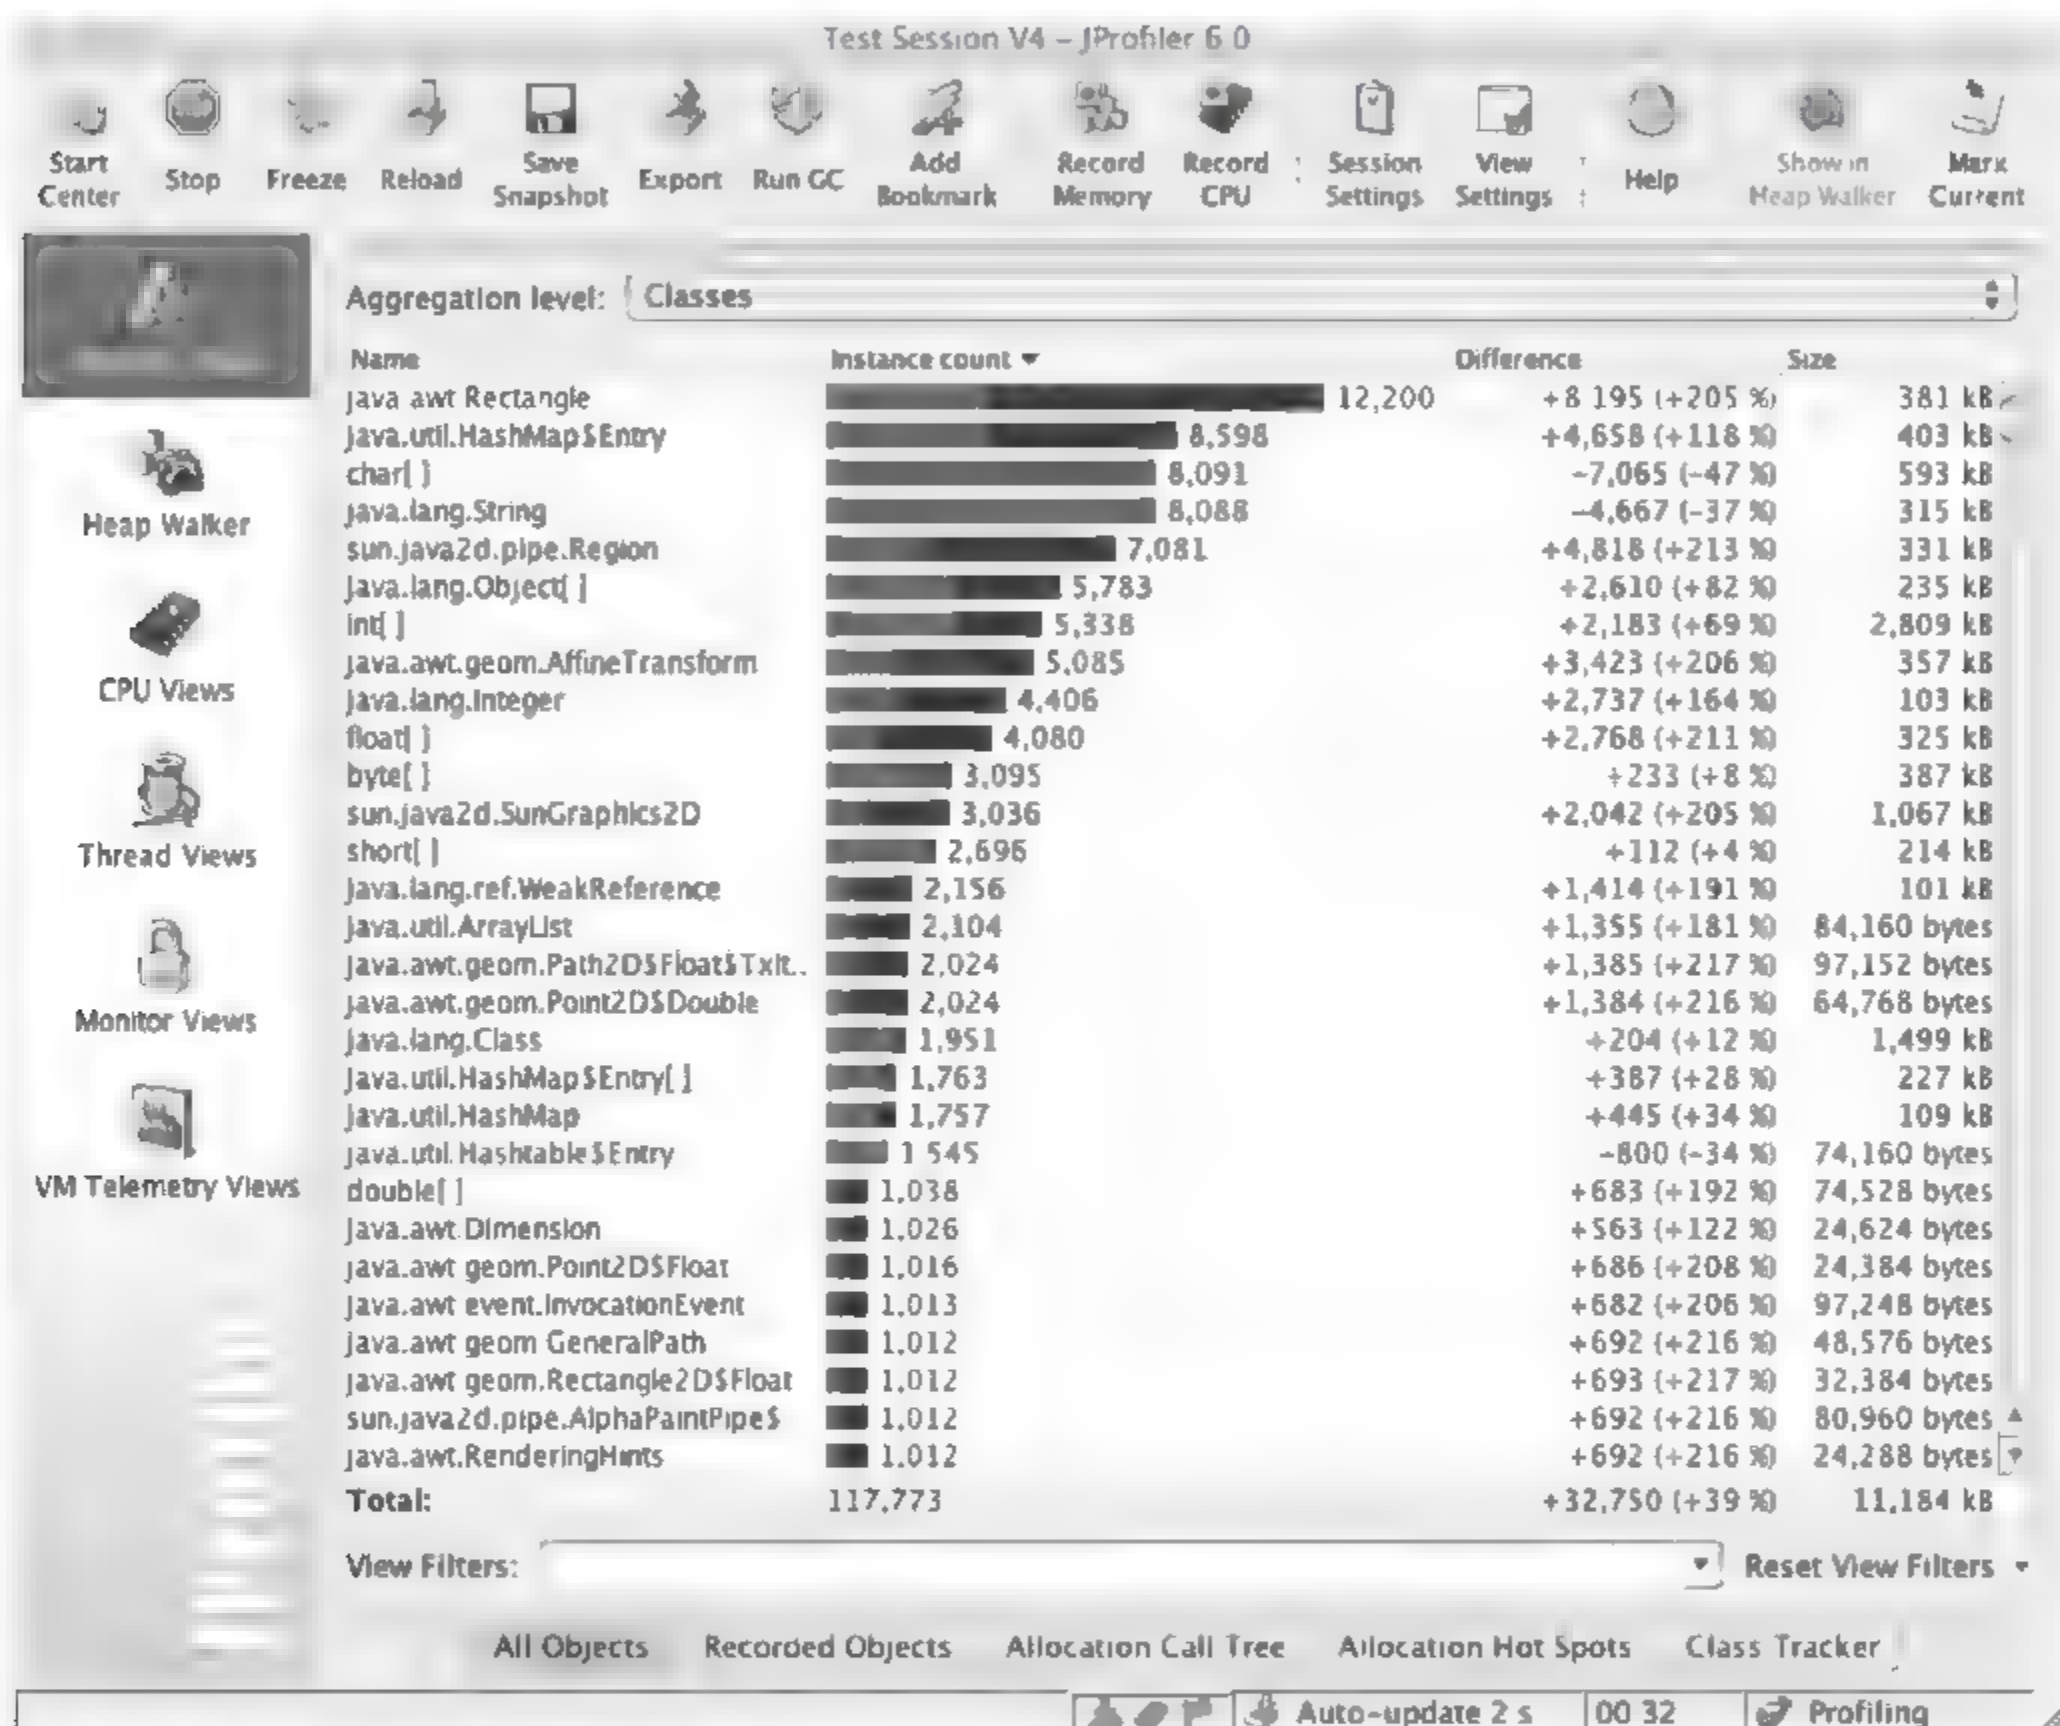 Test Session V4 – JProfiler 6.0
Start Center
Stop
Freeze
Reload
Save Snapshot
Export
Run GC
Add Bookmark
Record Memory
Record CPU
Session Settings
View Settings
Help
Show in Heap Walker
Mark Current
Aggregation level: Classes
Name Instance count Difference Size
java.awt.Rectangle 12,200 +8,195 (+205 %) 381 kB
java.util.HashMap$Entry 8,598 +4,658 (+118 %) 403 kB
char[ ] 8,091 -7,065 (-47 %) 593 kB
java.lang.String 8,088 -4,667 (-37 %) 315 kB
sun.java2d.pipe.Region 7,081 +4,818 (+213 %) 331 kB
java.lang.Object[ ] 5,783 +2,610 (+82 %) 235 kB
int[ ] 5,338 +2,183 (+69 %) 2,809 kB
java.awt.geom.AffineTransform 5,085 +3,423 (+206 %) 357 kB
java.lang.Integer 4,406 +2,737 (+164 %) 103 kB
float[ ] 4,080 +2,768 (+211 %) 325 kB
byte[ ] 3,095 +233 (+8 %) 387 kB
sun.java2d.SunGraphics2D 3,036 +2,042 (+205 %) 1,067 kB
short[ ] 2,696 +112 (+4 %) 214 kB
java.lang.ref.WeakReference 2,156 +1,414 (+191 %) 101 kB
java.util.ArrayList 2,104 +1,355 (+181 %) 84,160 bytes
java.awt.geom.Path2D$Float$TxIt... 2,024 +1,385 (+217 %) 97,152 bytes
java.awt.geom.Point2D$Double 2,024 +1,384 (+216 %) 64,768 bytes
java.lang.Class 1,951 +204 (+12 %) 1,499 kB
java.util.HashMap$Entry[ ] 1,763 +387 (+28 %) 227 kB
java.util.HashMap 1,757 +445 (+34 %) 109 kB
java.util.Hashtable$Entry 1,545 -800 (-34 %) 74,160 bytes
double[ ] 1,038 +683 (+192 %) 74,528 bytes
java.awt.Dimension 1,026 +563 (+122 %) 24,624 bytes
java.awt.geom.Point2D$Float 1,016 +686 (+208 %) 24,384 bytes
java.awt.event.InvocationEvent 1,013 +682 (+206 %) 97,248 bytes
java.awt.geom.GeneralPath 1,012 +692 (+216 %) 48,576 bytes
java.awt.geom.Rectangle2D$Float 1,012 +693 (+217 %) 32,384 bytes
sun.java2d.pipe.AlphaPaintPipe$ 1,012 +692 (+216 %) 80,960 bytes
java.awt.RenderingHints 1,012 +692 (+216 %) 24,288 bytes
Total: 117,773 +32,750 (+39 %) 11,184 kB
Heap Walker
CPU Views
Thread Views
Monitor Views
VM Telemetry Views
View Filters: Reset View Filters
All Objects Recorded Objects Allocation Call Tree Allocation Hot Spots Class Tracker
Auto-update 2 s 00:32 Profiling